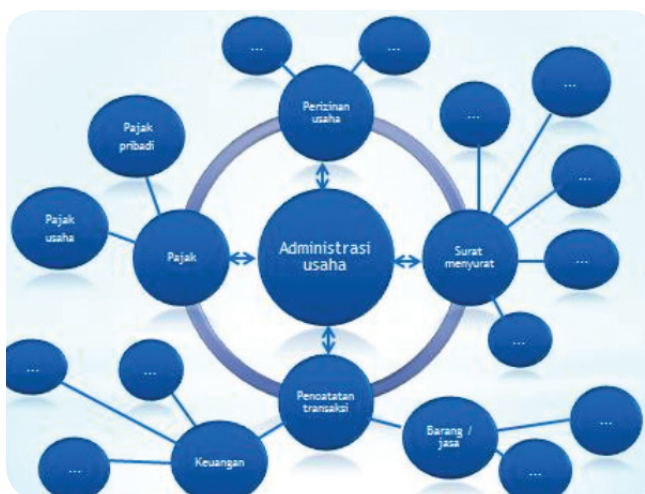 ...
...
Perizinan
usaha
...
...
Pajak
pribadi
...
Pajak
usaha
Pajak
Administrasi
usaha
Surat
menyurat
...
...
...
...
Pencatatan
transaksi
Barang /
jasa
...
...
Keuangan
...